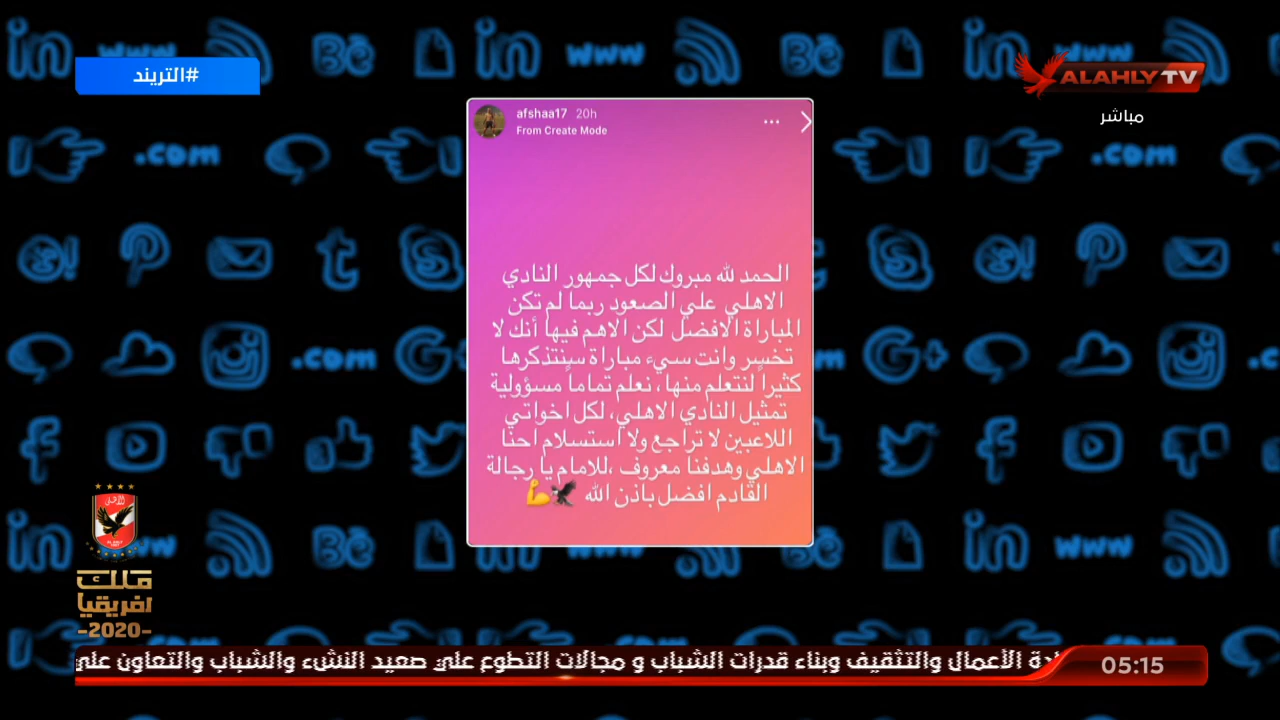 #التريند
ALAHLY TV
مباشر
afshaa17 20h
From Create Mode
الحمد لله مبروك لكل جمهور النادي
الاهلي علي الصعود ربما لم تكن
المباراة الافضل لكن الاهم فيها أنك لا
تخسر وانت سيء مباراة سنتذكرها
كثيراً لنتعلم منها، نعلم تماماً مسؤولية
تمثيل النادي الاهلي، لكل اخواتي
اللاعبين لا تراجع ولا استسلام احنا
الاهلي وهدفنا معروف ،للامام يا رجالة
القادم افضل باذن الله 🦅💪
ملك
افريقيا
-2020-
الأعمال والتثقيف وبناء قدرات الشباب و مجالات التطوع علي صعيد النشء والشباب والتعاون علي
05:15